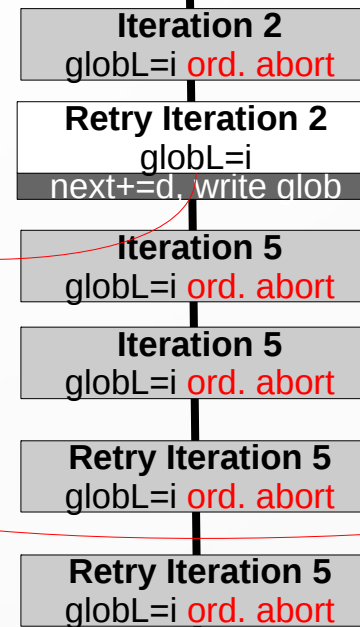 Iteration 2
globL=i ord. abort
Retry Iteration 2
globL=i
next+=d, write glob
Iteration 5
globL=i ord. abort
Iteration 5
globL=i ord. abort
Retry Iteration 5
globL=i ord. abort
Retry Iteration 5
globL=i ord. abort